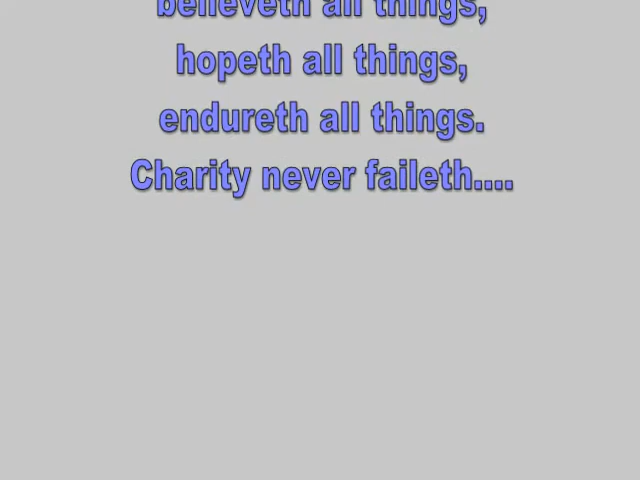 believeth all things,
hopeth all things,
endureth all things.
Charity never faileth....